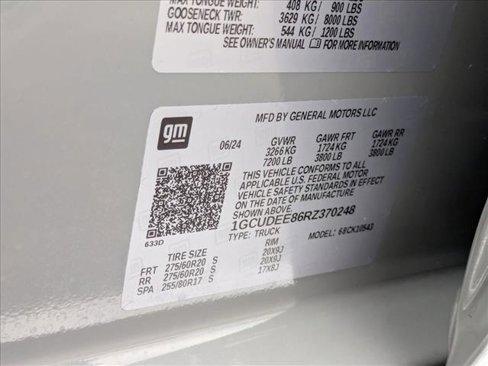 MAX TONGUE WEIGHT: 408 KG/ 900 LBS
GOOSENECK TWR: 3629 KG/ 8000 LBS
MAX TONGUE WEIGHT: 544 KG/ 1200 LBS
SEE OWNER'S MANUAL FOR MORE INFORMATION
gm
MFD BY GENERAL MOTORS LLC
06/24 GVWR GAWR FRT GAWR RR
3266 KG 1724 KG 1724 KG
7200 LB 3800 LB 3800 LB
THIS VEHICLE CONFORMS TO ALL
APPLICABLE U.S. FEDERAL MOTOR
VEHICLE SAFETY STANDARDS IN
EFFECT ON THE DATE OF MANUFACTURE
SHOWN ABOVE.
1GCUDEE86RZ370248
TYPE: TRUCK MODEL: 68CK10543
633D
TIRE SIZE RIM
FRT 275/60R20 S 20X9J
RR 275/60R20 S 20X9J
SPA 255/80R17 S 17X8J